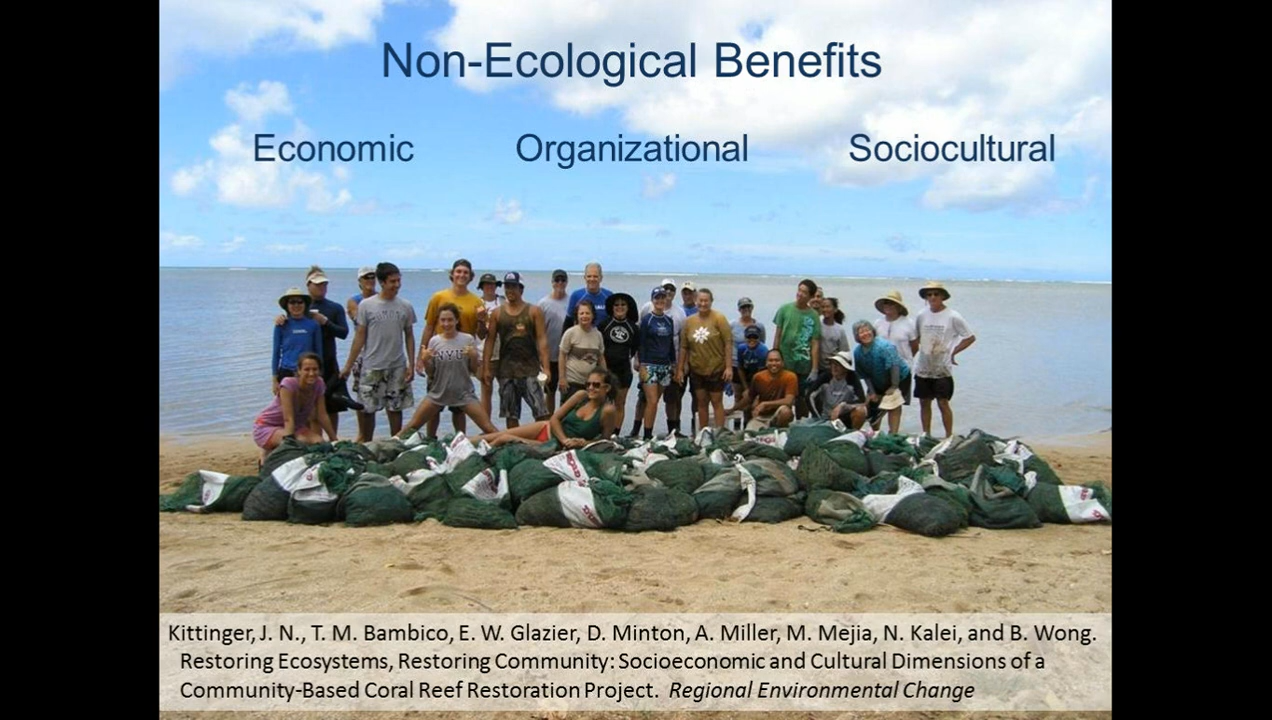 Non-Ecological Benefits
Economic Organizational Sociocultural
NYU
Kittinger, J. N., T. M. Bambico, E. W. Glazier, D. Minton, A. Miller, M. Mejia, N. Kalei, and B. Wong.
Restoring Ecosystems, Restoring Community: Socioeconomic and Cultural Dimensions of a
Community-Based Coral Reef Restoration Project. Regional Environmental Change